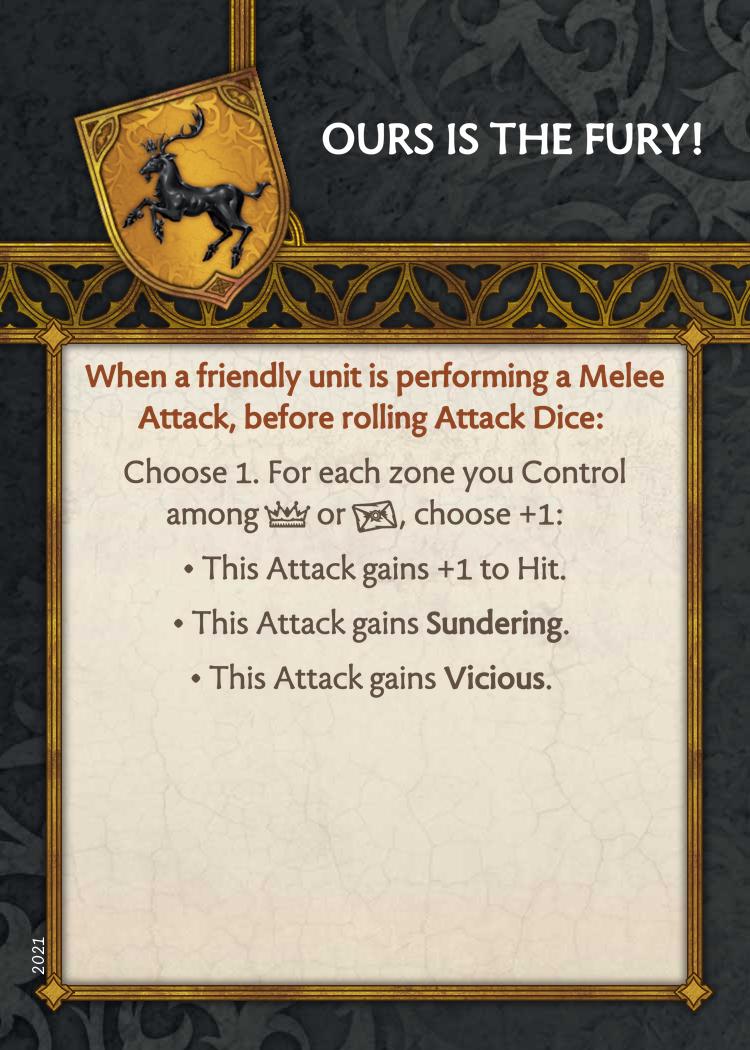 OURS IS THE FURY!
When a friendly unit is performing a Melee
Attack, before rolling Attack Dice:
Choose 1. For each zone you Control
among or , choose +1:
• This Attack gains +1 to Hit.
• This Attack gains Sundering.
• This Attack gains Vicious.
2021